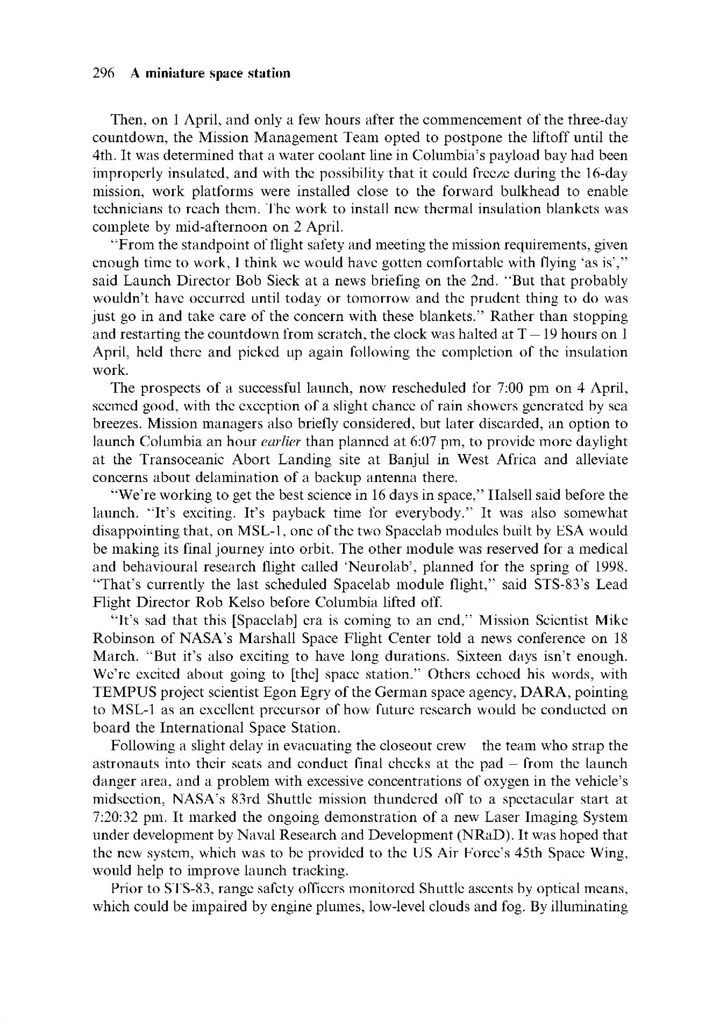 296 A miniature space station
Then, on 1 April, and only a few hours after the commencement of the three-day
countdown, the Mission Management Team opted to postpone the liftoff until the
4th. It was determined that a water coolant line in Columbia's payload bay had been
improperly insulated, and with the possibility that it could freeze during the 16-day
mission, work platforms were installed close to the forward bulkhead to enable
technicians to reach them. The work to install new thermal insulation blankets was
complete by mid-afternoon on 2 April.
“From the standpoint of flight safety and meeting the mission requirements, given
enough time to work, I think we would have gotten comfortable with flying ‘as is’,”
said Launch Director Bob Sieck at a news briefing on the 2nd. “But that probably
wouldn't have occurred until today or tomorrow and the prudent thing to do was
just go in and take care of the concern with these blankets.” Rather than stopping
and restarting the countdown from scratch, the clock was halted at T – 19 hours on 1
April, held there and picked up again following the completion of the insulation
work.
The prospects of a successful launch, now rescheduled for 7:00 pm on 4 April,
seemed good, with the exception of a slight chance of rain showers generated by sea
breezes. Mission managers also briefly considered, but later discarded, an option to
launch Columbia an hour earlier than planned at 6:07 pm, to provide more daylight
at the Transoceanic Abort Landing site at Banjul in West Africa and alleviate
concerns about delamination of a backup antenna there.
“We're working to get the best science in 16 days in space,” Halsell said before the
launch. “It's exciting. It's payback time for everybody.” It was also somewhat
disappointing that, on MSL-1, one of the two Spacelab modules built by ESA would
be making its final journey into orbit. The other module was reserved for a medical
and behavioural research flight called ‘Neurolab’, planned for the spring of 1998.
“That's currently the last scheduled Spacelab module flight,” said STS-83's Lead
Flight Director Rob Kelso before Columbia lifted off.
“It's sad that this [Spacelab] era is coming to an end,” Mission Scientist Mike
Robinson of NASA's Marshall Space Flight Center told a news conference on 18
March. “But it's also exciting to have long durations. Sixteen days isn't enough.
We're excited about going to [the] space station.” Others echoed his words, with
TEMPUS project scientist Egon Egry of the German space agency, DARA, pointing
to MSL-1 as an excellent precursor of how future research would be conducted on
board the International Space Station.
Following a slight delay in evacuating the closeout crew the team who strap the
astronauts into their seats and conduct final checks at the pad – from the launch
danger area, and a problem with excessive concentrations of oxygen in the vehicle's
midsection, NASA's 83rd Shuttle mission thundered off to a spectacular start at
7:20:32 pm. It marked the ongoing demonstration of a new Laser Imaging System
under development by Naval Research and Development (NRaD). It was hoped that
the new system, which was to be provided to the US Air Force's 45th Space Wing,
would help to improve launch tracking.
Prior to STS-83, range safety officers monitored Shuttle ascents by optical means,
which could be impaired by engine plumes, low-level clouds and fog. By illuminating